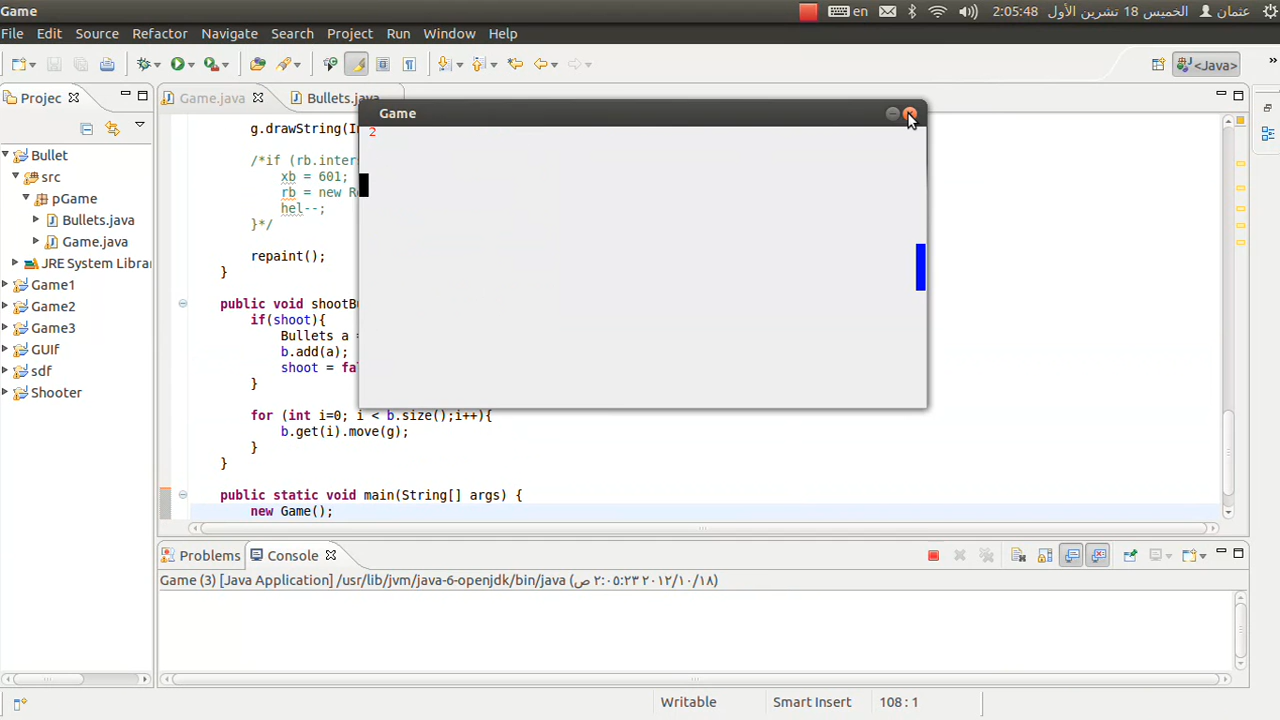 Game
en
2:05:48 الخميس 18 تشرين الأول
عثمان
File Edit Source Refactor Navigate Search Project Run Window Help
<Java>
Projec
Game.java
Bullets.java
Bullet
src
pGame
Bullets.java
Game.java
JRE System Libra
Game1
Game2
Game3
GUIf
sdf
Shooter
g.drawString(
/*if (rb.inter
xb = 601;
rb = new R
hel--;
}*/
repaint();
}
public void shootB
if(shoot){
Bullets a =
b.add(a);
shoot = fa
}
for (int i=0; i < b.size();i++){
b.get(i).move(g);
}
}
public static void main(String[] args) {
new Game();
Game
2
Problems
Console
Game (3) [Java Application] /usr/lib/jvm/java-6-openjdk/bin/java (٢٠١٢/١٠/١٨ ٢:٠٥:٢٣ ص)
Writable
Smart Insert
108 : 1